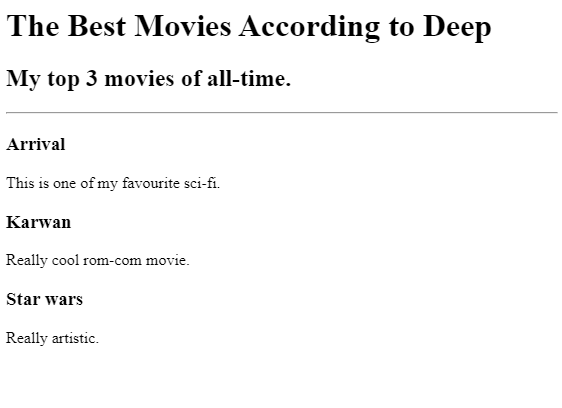 The Best Movies According to Deep
My top 3 movies of all-time.
Arrival
This is one of my favourite sci-fi.
Karwan
Really cool rom-com movie.
Star wars
Really artistic.